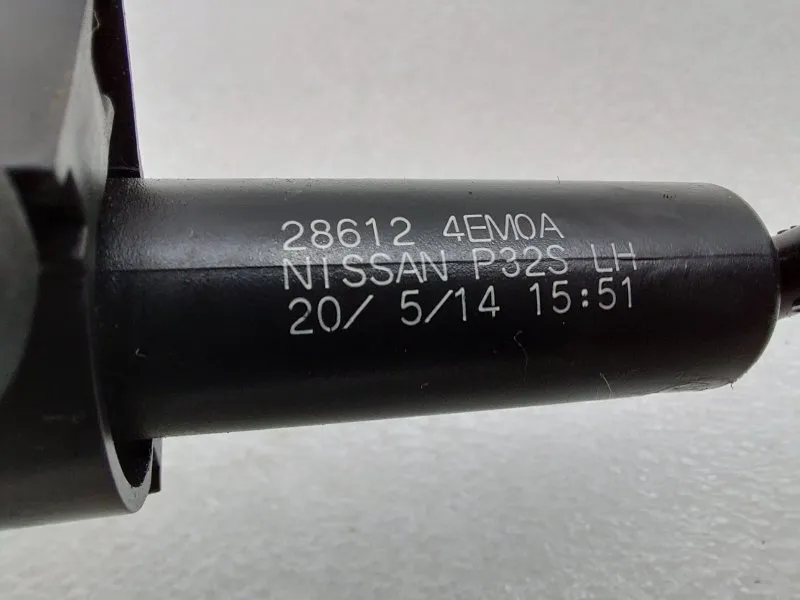 28612 4EM0A
NISSAN P32S LH
20/ 5/14 15:51